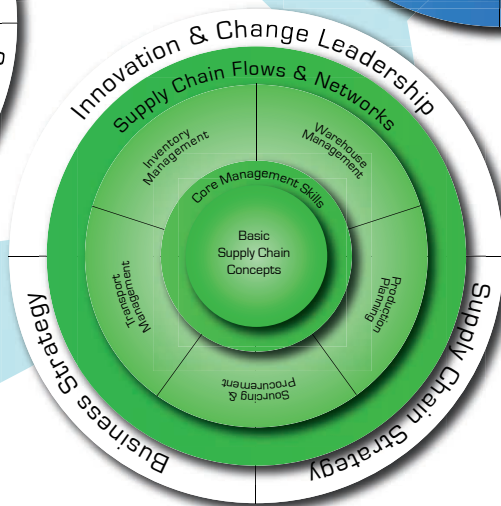 Innovation & Change Leadership
Supply Chain Flows & Networks
Inventory
Management
Warehouse
Management
Core Management Skills
Basic
Supply Chain
Concepts
Transport
Management
Production
Planning
Sourcing &
Procurement
Business Strategy
Supply Chain Strategy